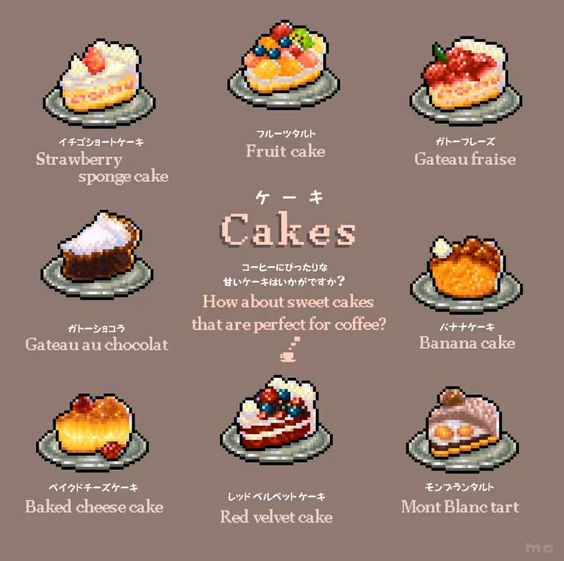 イチゴショートケーキ
Strawberry
sponge cake
フルーツタルト
Fruit cake
ガトーフレーズ
Gateau fraise
ケーキ
Cakes
コーヒーにぴったりな
甘いケーキはいかがですか?
How about sweet cakes
that are perfect for coffee?
ガトーショコラ
Gateau au chocolat
バナナケーキ
Banana cake
ベイクドチーズケーキ
Baked cheese cake
レッドベルベットケーキ
Red velvet cake
モンブランタルト
Mont Blanc tart
mo